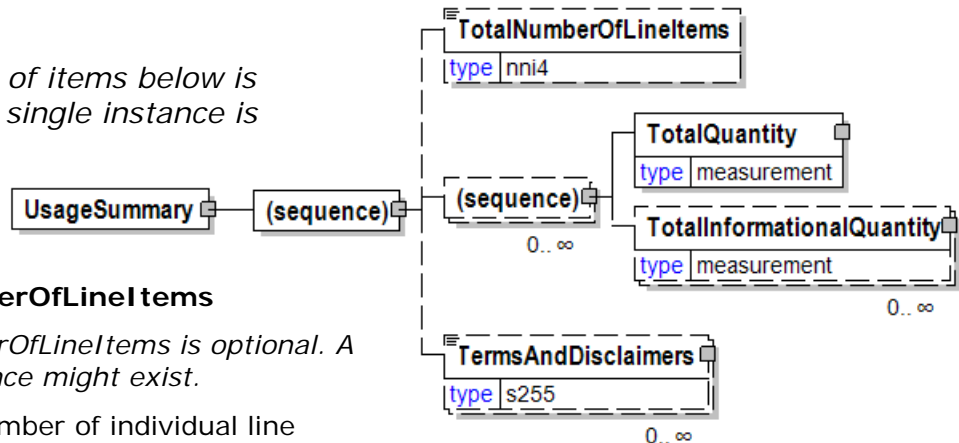 of items below is
single instance is
TotalNumberOfLineItems
type nni4
TotalQuantity
type measurement
UsageSummary
(sequence)
(sequence)
0.. ∞
TotalInformationalQuantity
type measurement
0.. ∞
erOfLineItems
rOfLineItems is optional. A
nce might exist.
mber of individual line
TermsAndDisclaimers
type s255
0.. ∞